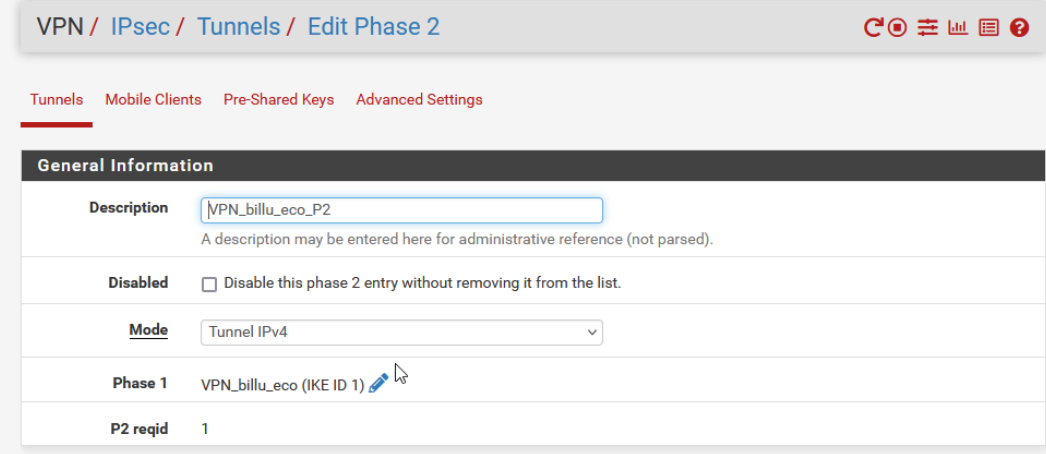 VPN / IPsec / Tunnels / Edit Phase 2
Tunnels Mobile Clients Pre-Shared Keys Advanced Settings
General Information
Description VPN_billu_eco_P2
A description may be entered here for administrative reference (not parsed).
Disabled Disable this phase 2 entry without removing it from the list.
Mode Tunnel IPv4
Phase 1 VPN_billu_eco (IKE ID 1)
P2 reqid 1